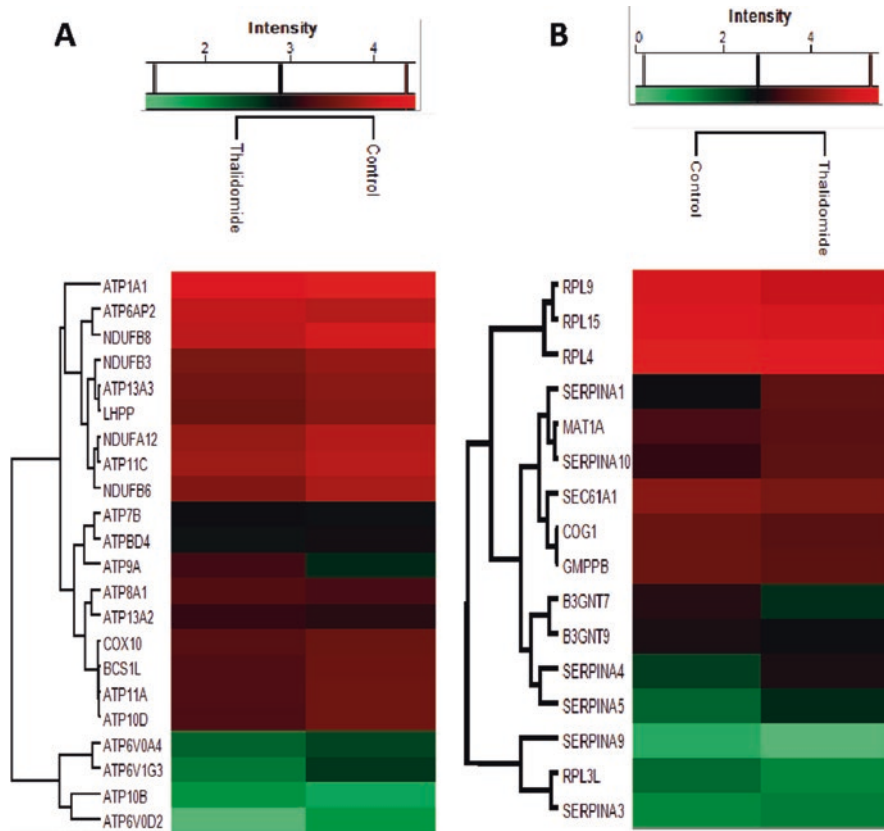 A
Intensity
2 3 4
Thalidomide
Control
ATP1A1
ATP6AP2
NDUFB8
NDUFB3
ATP13A3
LHPP
NDUFA12
ATP11C
NDUFB6
ATP7B
ATPBD4
ATP9A
ATP8A1
ATP13A2
COX10
BCS1L
ATP11A
ATP10D
ATP6V0A4
ATP6V1G3
ATP10B
ATP6V0D2
B
Intensity
0 2 4
Control
Thalidomide
RPL9
RPL15
RPL4
SERPINA1
MAT1A
SERPINA10
SEC61A1
COG1
GMPPB
B3GNT7
B3GNT9
SERPINA4
SERPINA5
SERPINA9
RPL3L
SERPINA3